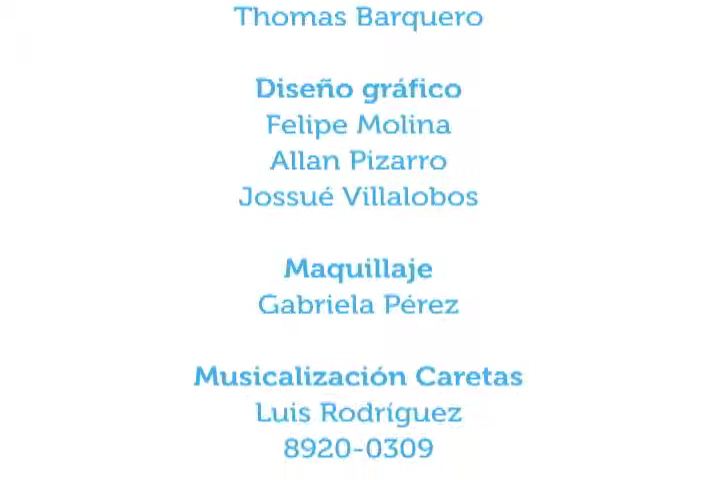 Thomas Barquero
Diseño gráfico
Felipe Molina
Allan Pizarro
Jossué Villalobos
Maquillaje
Gabriela Pérez
Musicalización Caretas
Luis Rodríguez
8920-0309